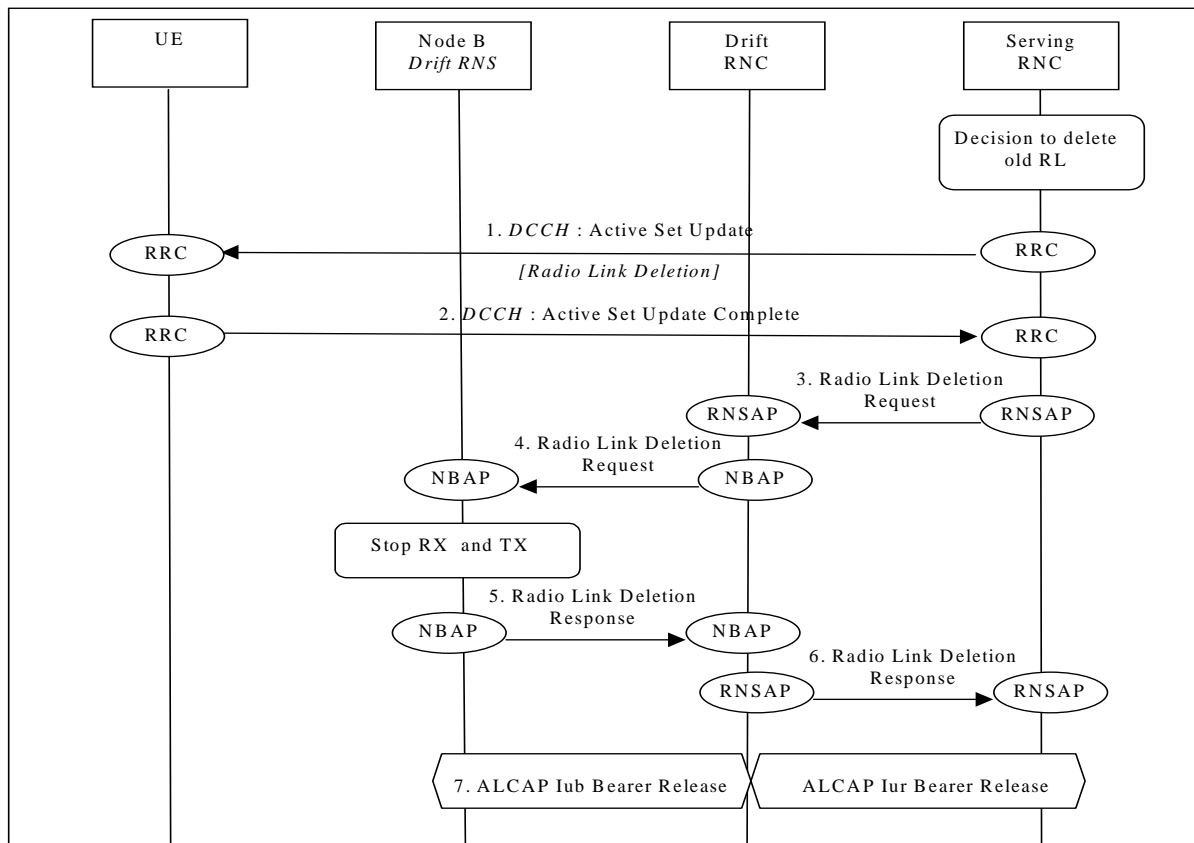 UE
Node B
Drift RNS
Drift
RNC
Serving
RNC
Decision to delete
old RL
1. DCCH : Active Set Update
RRC
RRC
[Radio Link Deletion]
2. DCCH : Active Set Update Complete
RRC
RRC
3. Radio Link Deletion
Request
RNSAP
RNSAP
4. Radio Link Deletion
Request
NBAP
NBAP
Stop RX and TX
5. Radio Link Deletion
Response
NBAP
NBAP
6. Radio Link Deletion
Response
RNSAP
RNSAP
7. ALCAP Iub Bearer Release
ALCAP Iur Bearer Release